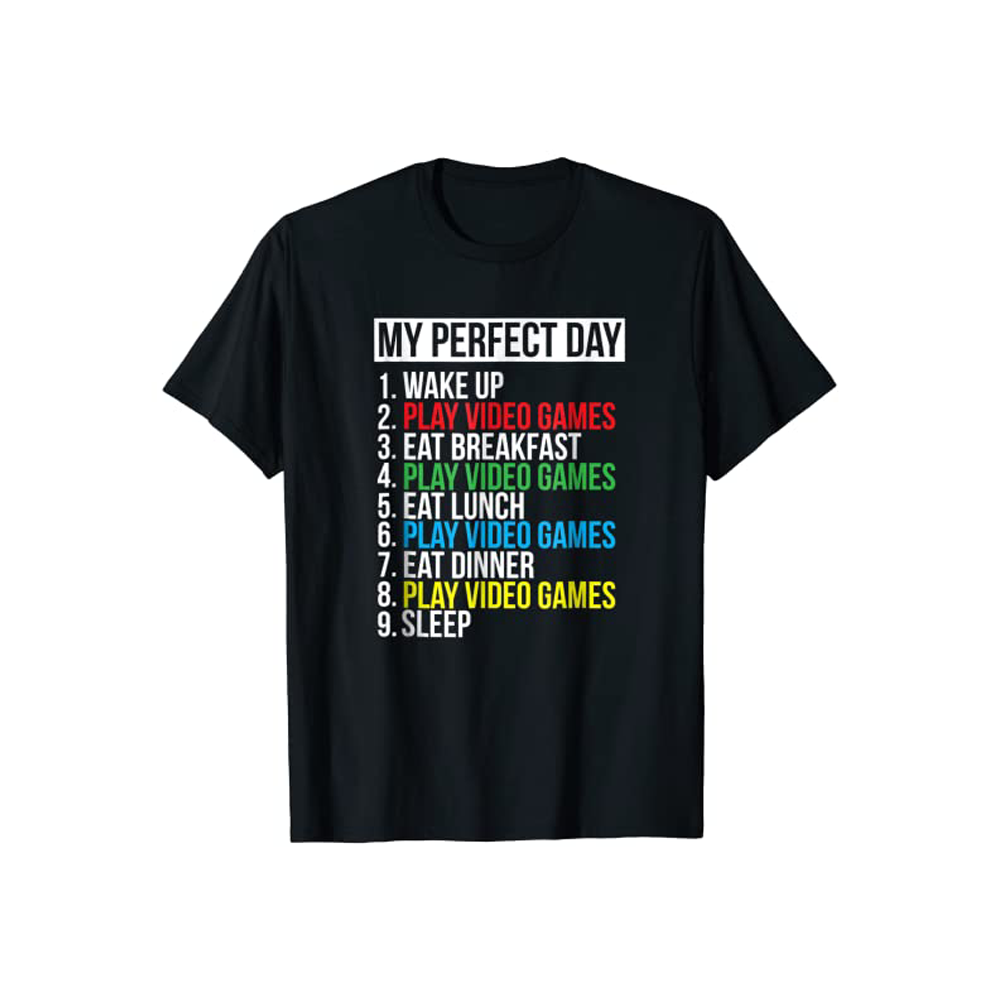 MY PERFECT DAY
1. WAKE UP
2. PLAY VIDEO GAMES
3. EAT BREAKFAST
4. PLAY VIDEO GAMES
5. EAT LUNCH
6. PLAY VIDEO GAMES
7. EAT DINNER
8. PLAY VIDEO GAMES
9. SLEEP